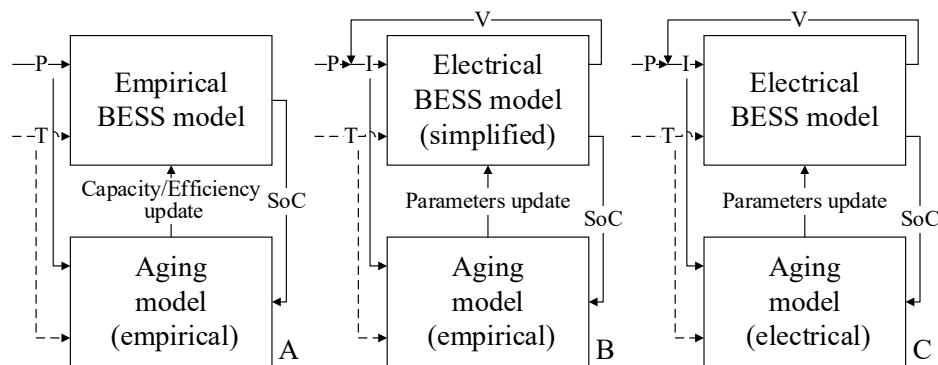 P
T
Empirical
BESS model
Capacity/Efficiency
update
SoC
Aging
model
(empirical)
A
V
P
I
T
Electrical
BESS model
(simplified)
Parameters update
SoC
Aging
model
(empirical)
B
V
P
I
T
Electrical
BESS model
Parameters update
SoC
Aging
model
(electrical)
C